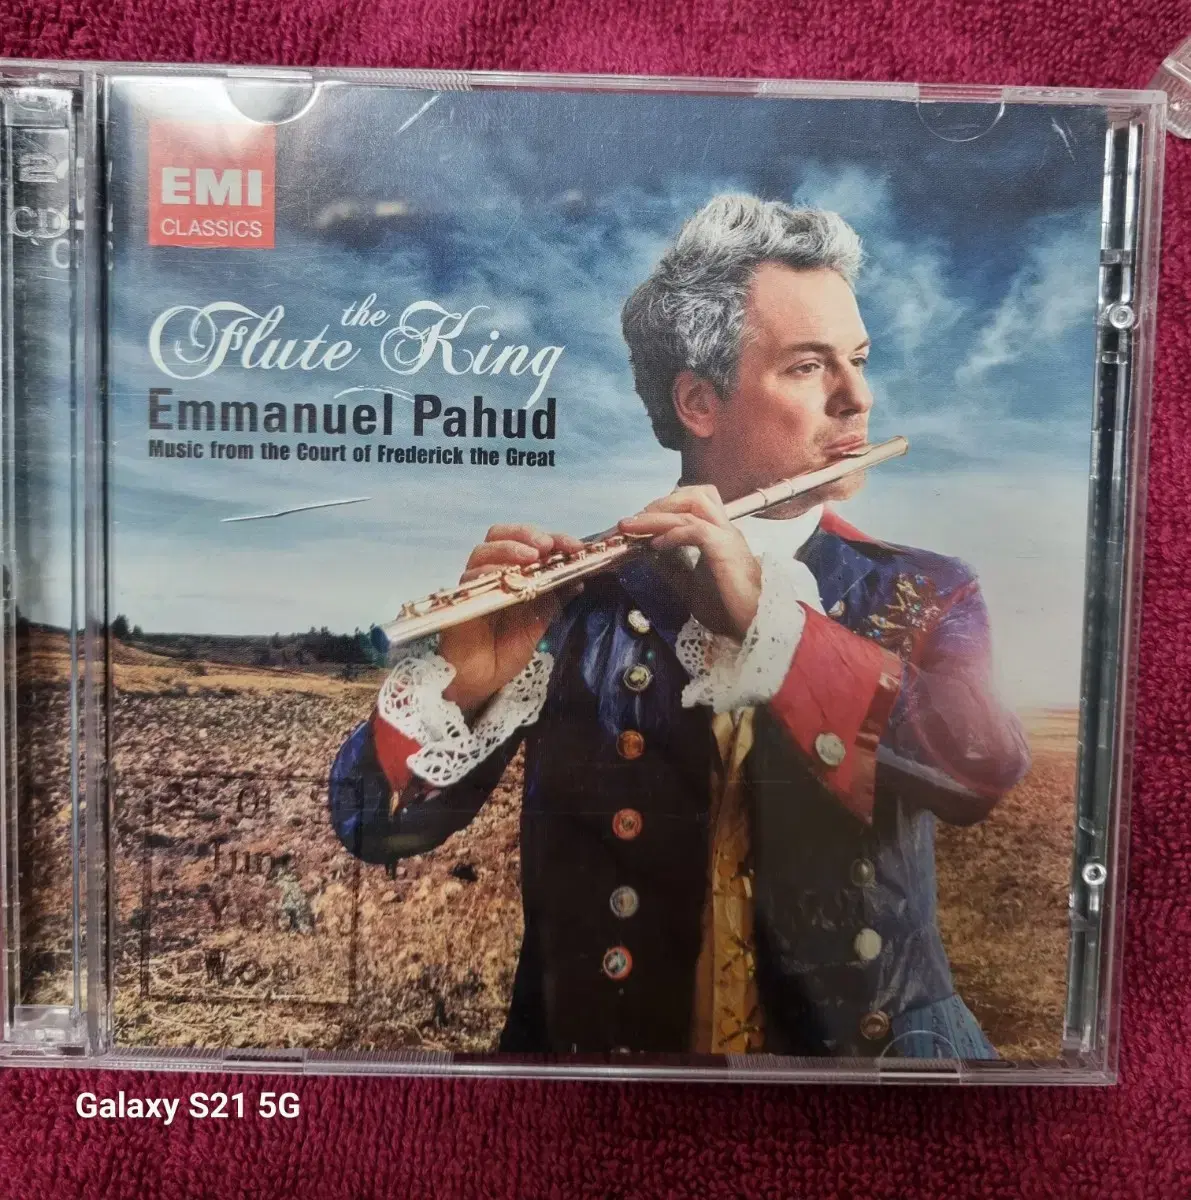 EMI
CLASSICS
2
CD
the
Flute King
Emmanuel Pahud
Music from the Court of Frederick the Great
Galaxy S21 5G